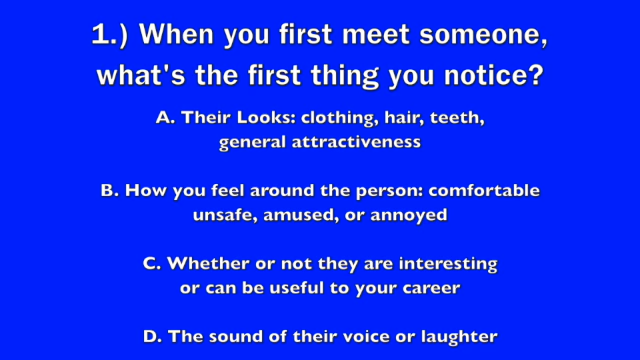 1.) When you first meet someone,
what's the first thing you notice?
A. Their Looks: clothing, hair, teeth,
general attractiveness
B. How you feel around the person: comfortable
unsafe, amused, or annoyed
C. Whether or not they are interesting
or can be useful to your career
D. The sound of their voice or laughter